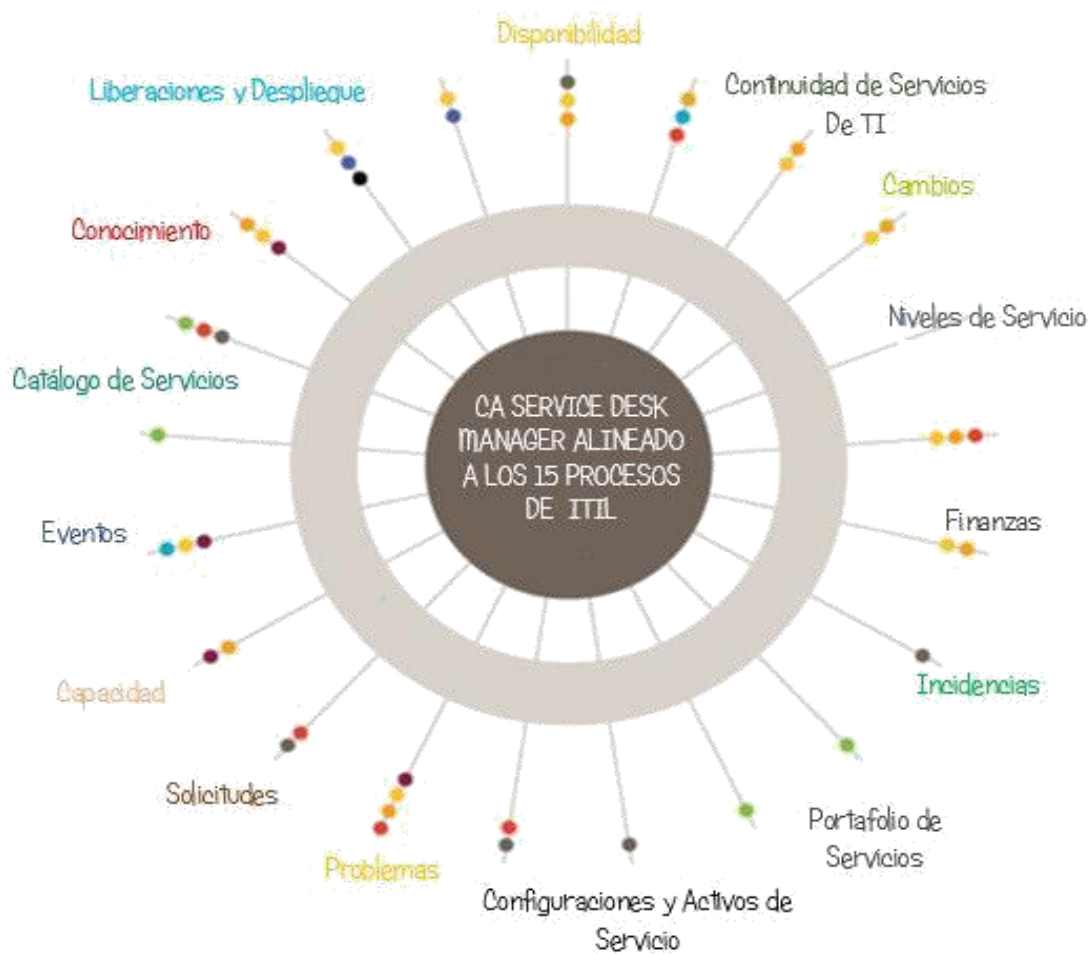 Disponibilidad
Liberaciones y Despliegue
Continuidad de Servicios
De TI
Cambios
Conocimiento
Niveles de Servicio
Catálogo de Servicios
CA SERVICE DESK
MANAGER ALINEADO
A LOS 15 PROCESOS
DE ITIL
Eventos
Finanzas
Capacidad
Incidencias
Solicitudes
Portafolio de
Servicios
Problemas
Configuraciones y Activos de
Servicio